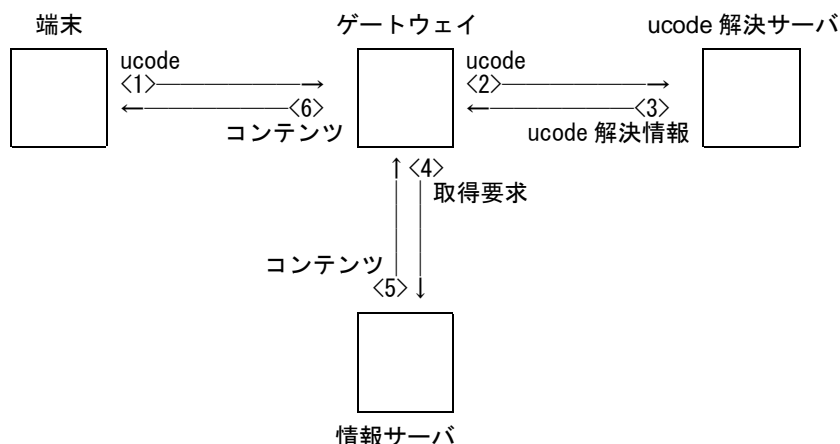 端末
ゲートウェイ
ucode 解決サーバ
ucode
<1>
→
←
<6>
コンテンツ
ucode
<2>
→
←
<3>
ucode 解決情報
↑
<4>
取得要求
コンテンツ
<5>
↓
情報サーバ